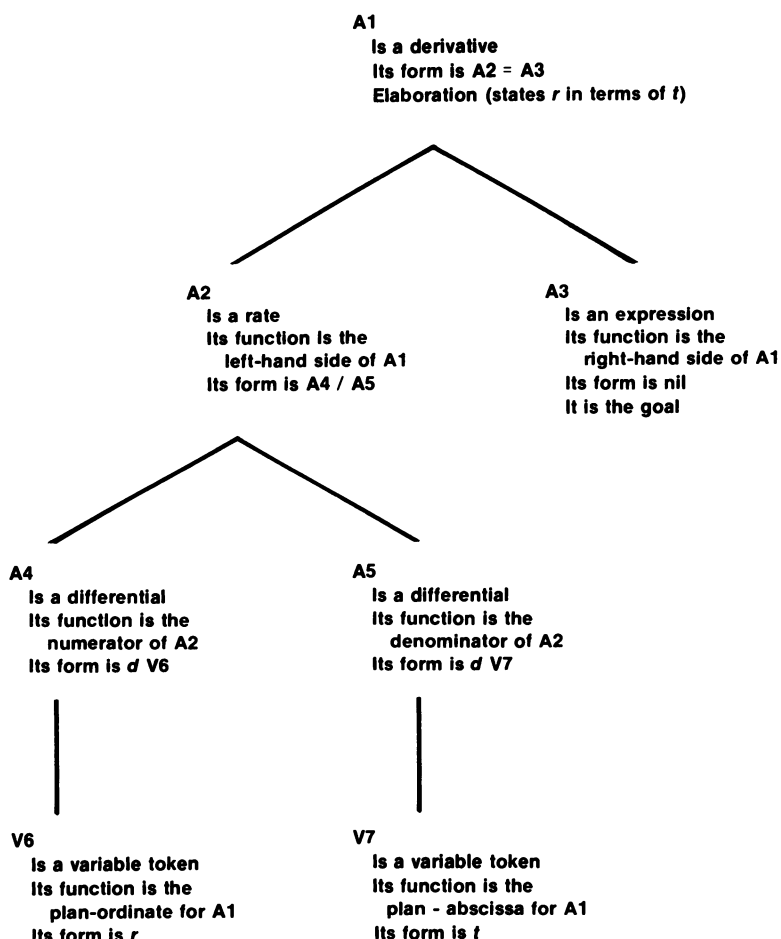 A1
Is a derivative
Its form is A2 = A3
Elaboration (states r in terms of t)
A2
Is a rate
Its function is the
left-hand side of A1
Its form is A4 / A5
A3
Is an expression
Its function is the
right-hand side of A1
Its form is nil
It is the goal
A4
Is a differential
Its function is the
numerator of A2
Its form is d V6
A5
Is a differential
Its function is the
denominator of A2
Its form is d V7
V6
Is a variable token
Its function is the
plan-ordinate for A1
Its form is r
V7
Is a variable token
Its function is the
plan - abscissa for A1
Its form is t